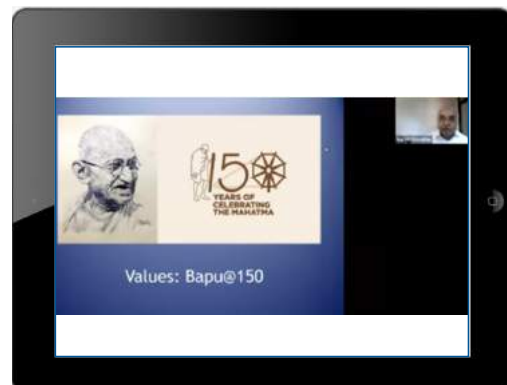 150
YEARS OF
CELEBRATING
THE MAHATMA
Values: Bapu@150